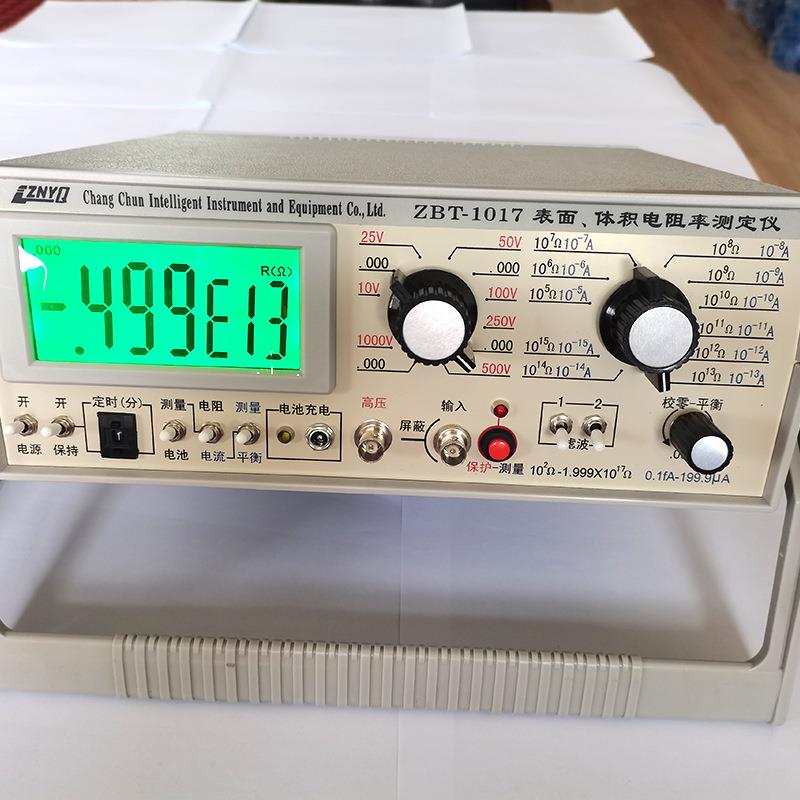 ZNYQ Chang Chun Intelligent Instrument and Equipment Co., Ltd. ZBT-1017 表面、体积电阻率测定仪
.000
R(Ω)
-.499E13
25V 50V
.000 .000
10V 100V
250V
1000V
.000 500V
10⁷Ω 10⁻⁷A 10⁸Ω 10⁻⁸A
10⁶Ω 10⁻⁶A 10⁹Ω 10⁻⁹A
10⁵Ω 10⁻⁵A 10¹⁰Ω 10⁻¹⁰A
10¹¹Ω 10⁻¹¹A
10¹⁵Ω 10⁻¹⁵A 10¹²Ω 10⁻¹²A
10¹⁴Ω 10⁻¹⁴A 10¹³Ω 10⁻¹³A
开 开 定时(分) 测量 电阻 测量 电池充电 高压 屏蔽 输入 1 2 校零-平衡
电源 保持 电池 电流 平衡 保护-测量 滤波
10²Ω-1.999X10¹⁷Ω 0.1fA-199.9μA